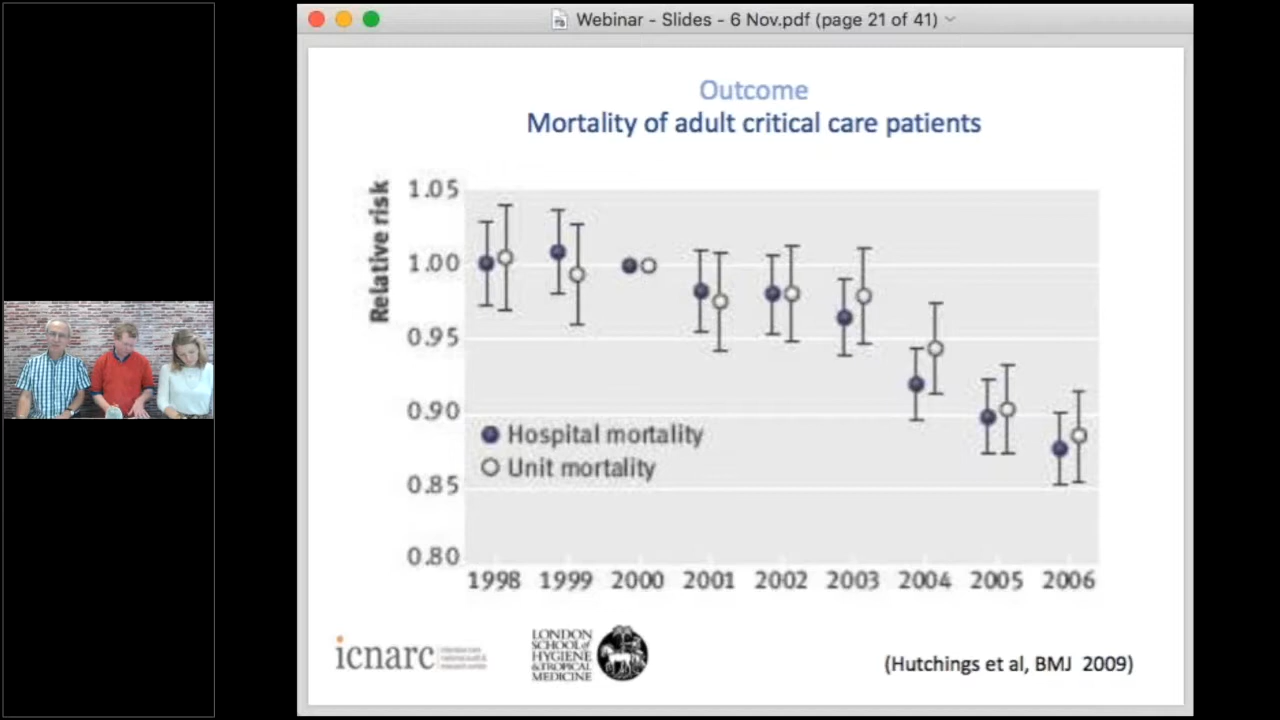 Webinar - Slides - 6 Nov.pdf (page 21 of 41)
Outcome
Mortality of adult critical care patients
Relative risk
1.05
1.00
0.95
0.90
0.85
0.80
Hospital mortality
Unit mortality
1998 1999 2000 2001 2002 2003 2004 2005 2006
icnarc
LONDON
SCHOOL of
HYGIENE
& TROPICAL
MEDICINE
(Hutchings et al, BMJ 2009)